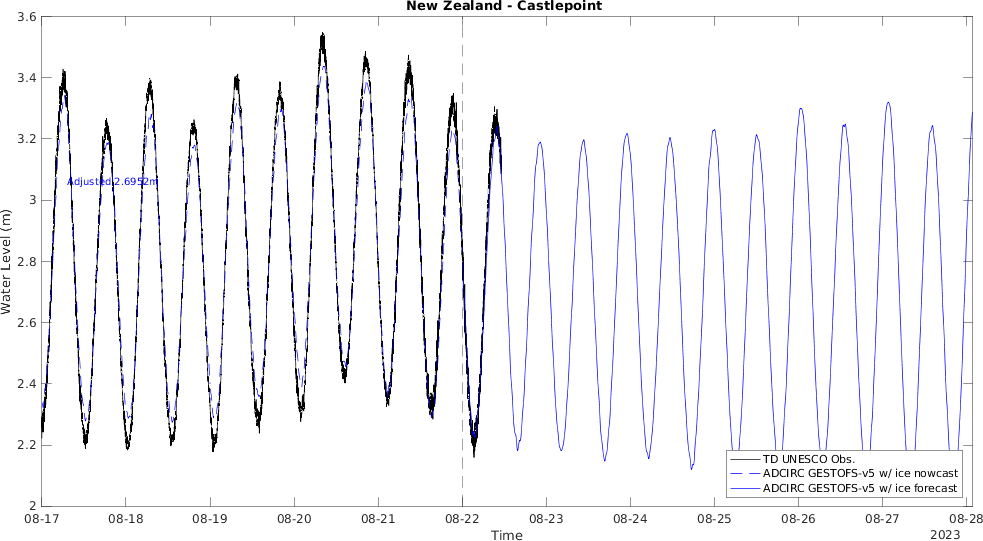 New Zealand - Castlepoint
3.6
3.4
3.2
3
2.8
2.6
2.4
2.2
2
Water Level (m)
Adjusted 2.6952m
TD UNESCO Obs.
ADCIRC GESTOFS-v5 w/ ice nowcast
ADCIRC GESTOFS-v5 w/ ice forecast
08-17 08-18 08-19 08-20 08-21 08-22 08-23 08-24 08-25 08-26 08-27 08-28
Time
2023